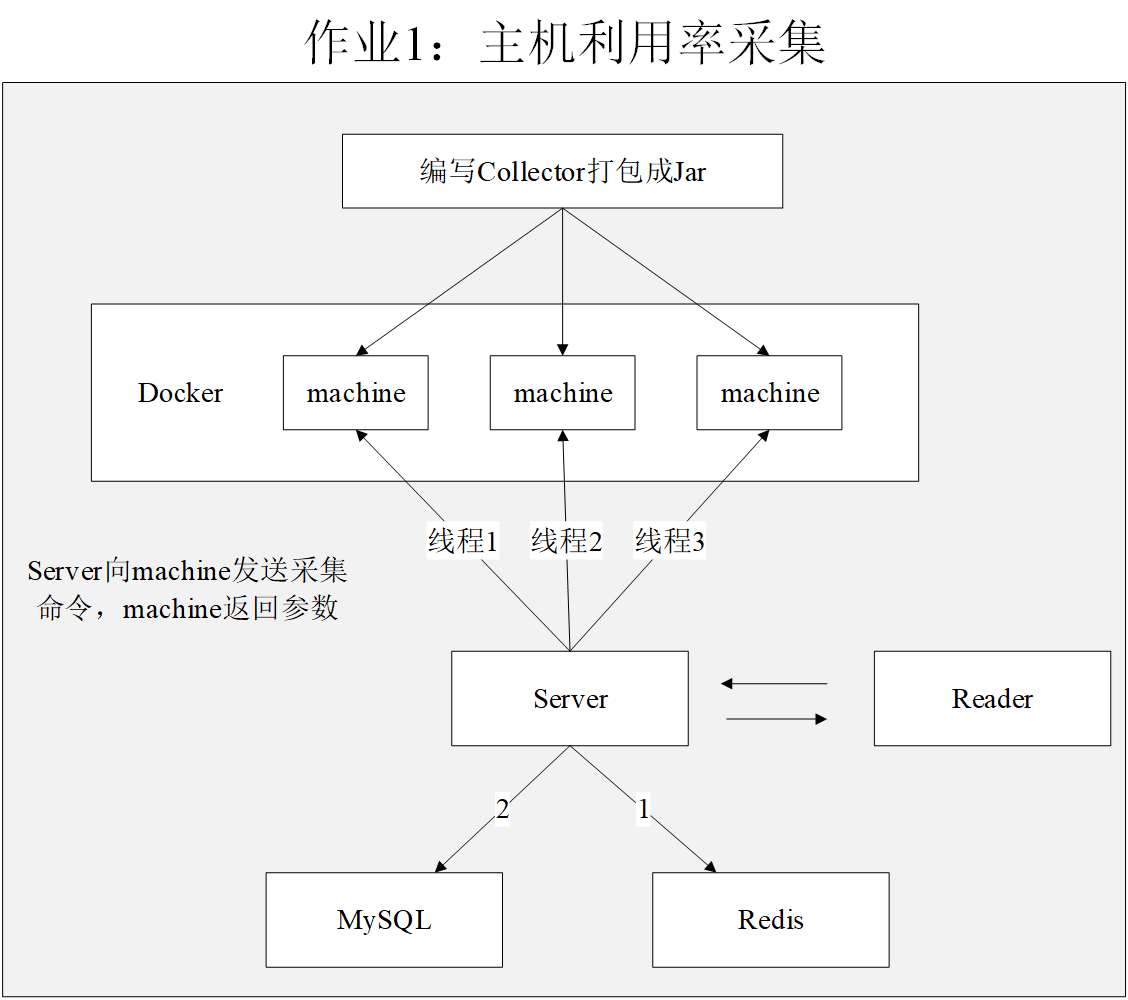 作业1：主机利用率采集
编写Collector打包成Jar
Docker
machine
machine
machine
线程1
线程2
线程3
Server向machine发送采集
命令，machine返回参数
Server
Reader
2
1
MySQL
Redis